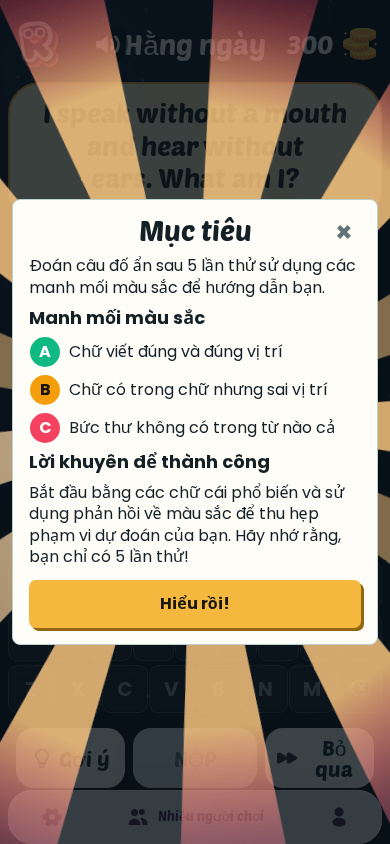 Hằng ngày 300
I speak without a mouth
and hear without
ears. What am I?
Mục tiêu
Đoán câu đố ẩn sau 5 lần thử sử dụng các
manh mối màu sắc để hướng dẫn bạn.
Manh mối màu sắc
A Chữ viết đúng và đúng vị trí
B Chữ có trong chữ nhưng sai vị trí
C Bức thư không có trong từ nào cả
Lời khuyên để thành công
Bắt đầu bằng các chữ cái phổ biến và sử
dụng phản hồi về màu sắc để thu hẹp
phạm vi dự đoán của bạn. Hãy nhớ rằng,
bạn chỉ có 5 lần thử!
Hiểu rồi!
Z X C V B N M
Gợi ý NỘP Bỏ
qua
Nhiều người chơi